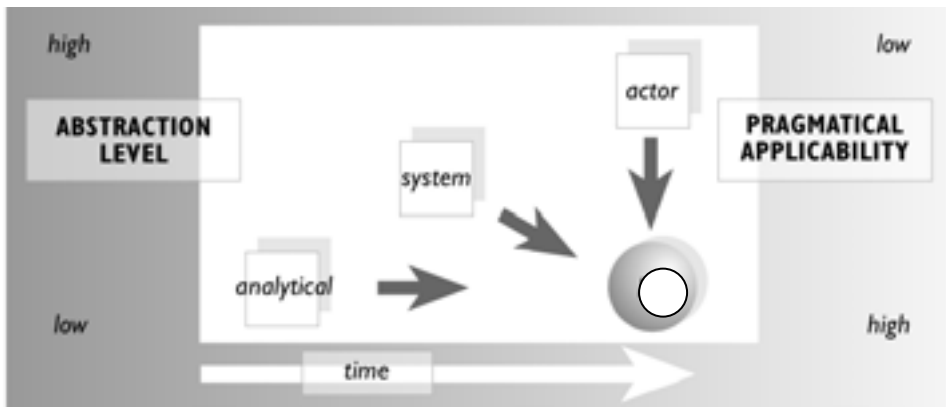 high
low
actor
ABSTRACTION
LEVEL
PRAGMATICAL
APPLICABILITY
system
analytical
low
high
time